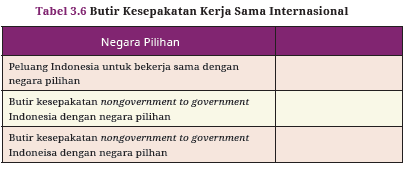 Tabel 3.6 Butir Kesepakatan Kerja Sama Internasional
Negara Pilihan
Peluang Indonesia untuk bekerja sama dengan
negara pilihan
Butir kesepakatan nongovernment to government
Indonesia dengan negara pilihan
Butir kesepakatan nongovernment to government
Indoneisa dengan negara pilhan